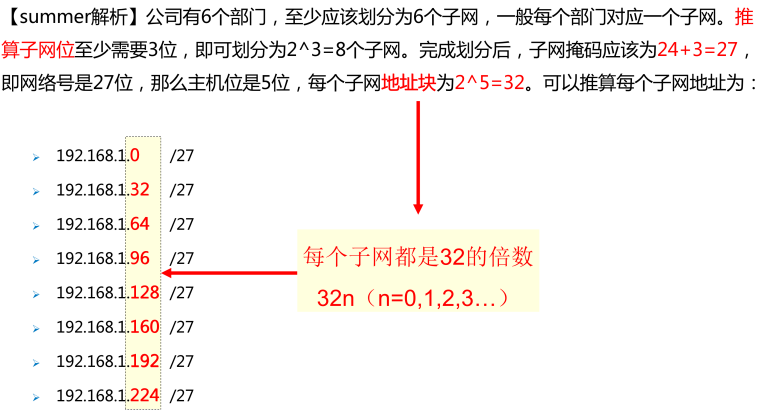 【summer解析】公司有6个部门，至少应该划分为6个子网，一般每个部门对应一个子网。推
算子网位至少需要3位，即可划分为2^3=8个子网。完成划分后，子网掩码应该为24+3=27，
即网络号是27位，那么主机位是5位，每个子网地址块为2^5=32。可以推算每个子网地址为：
192.168.1.0 /27
192.168.1.32 /27
192.168.1.64 /27
192.168.1.96 /27
192.168.1.128 /27
192.168.1.160 /27
192.168.1.192 /27
192.168.1.224 /27
每个子网都是32的倍数
32n（n=0,1,2,3…）